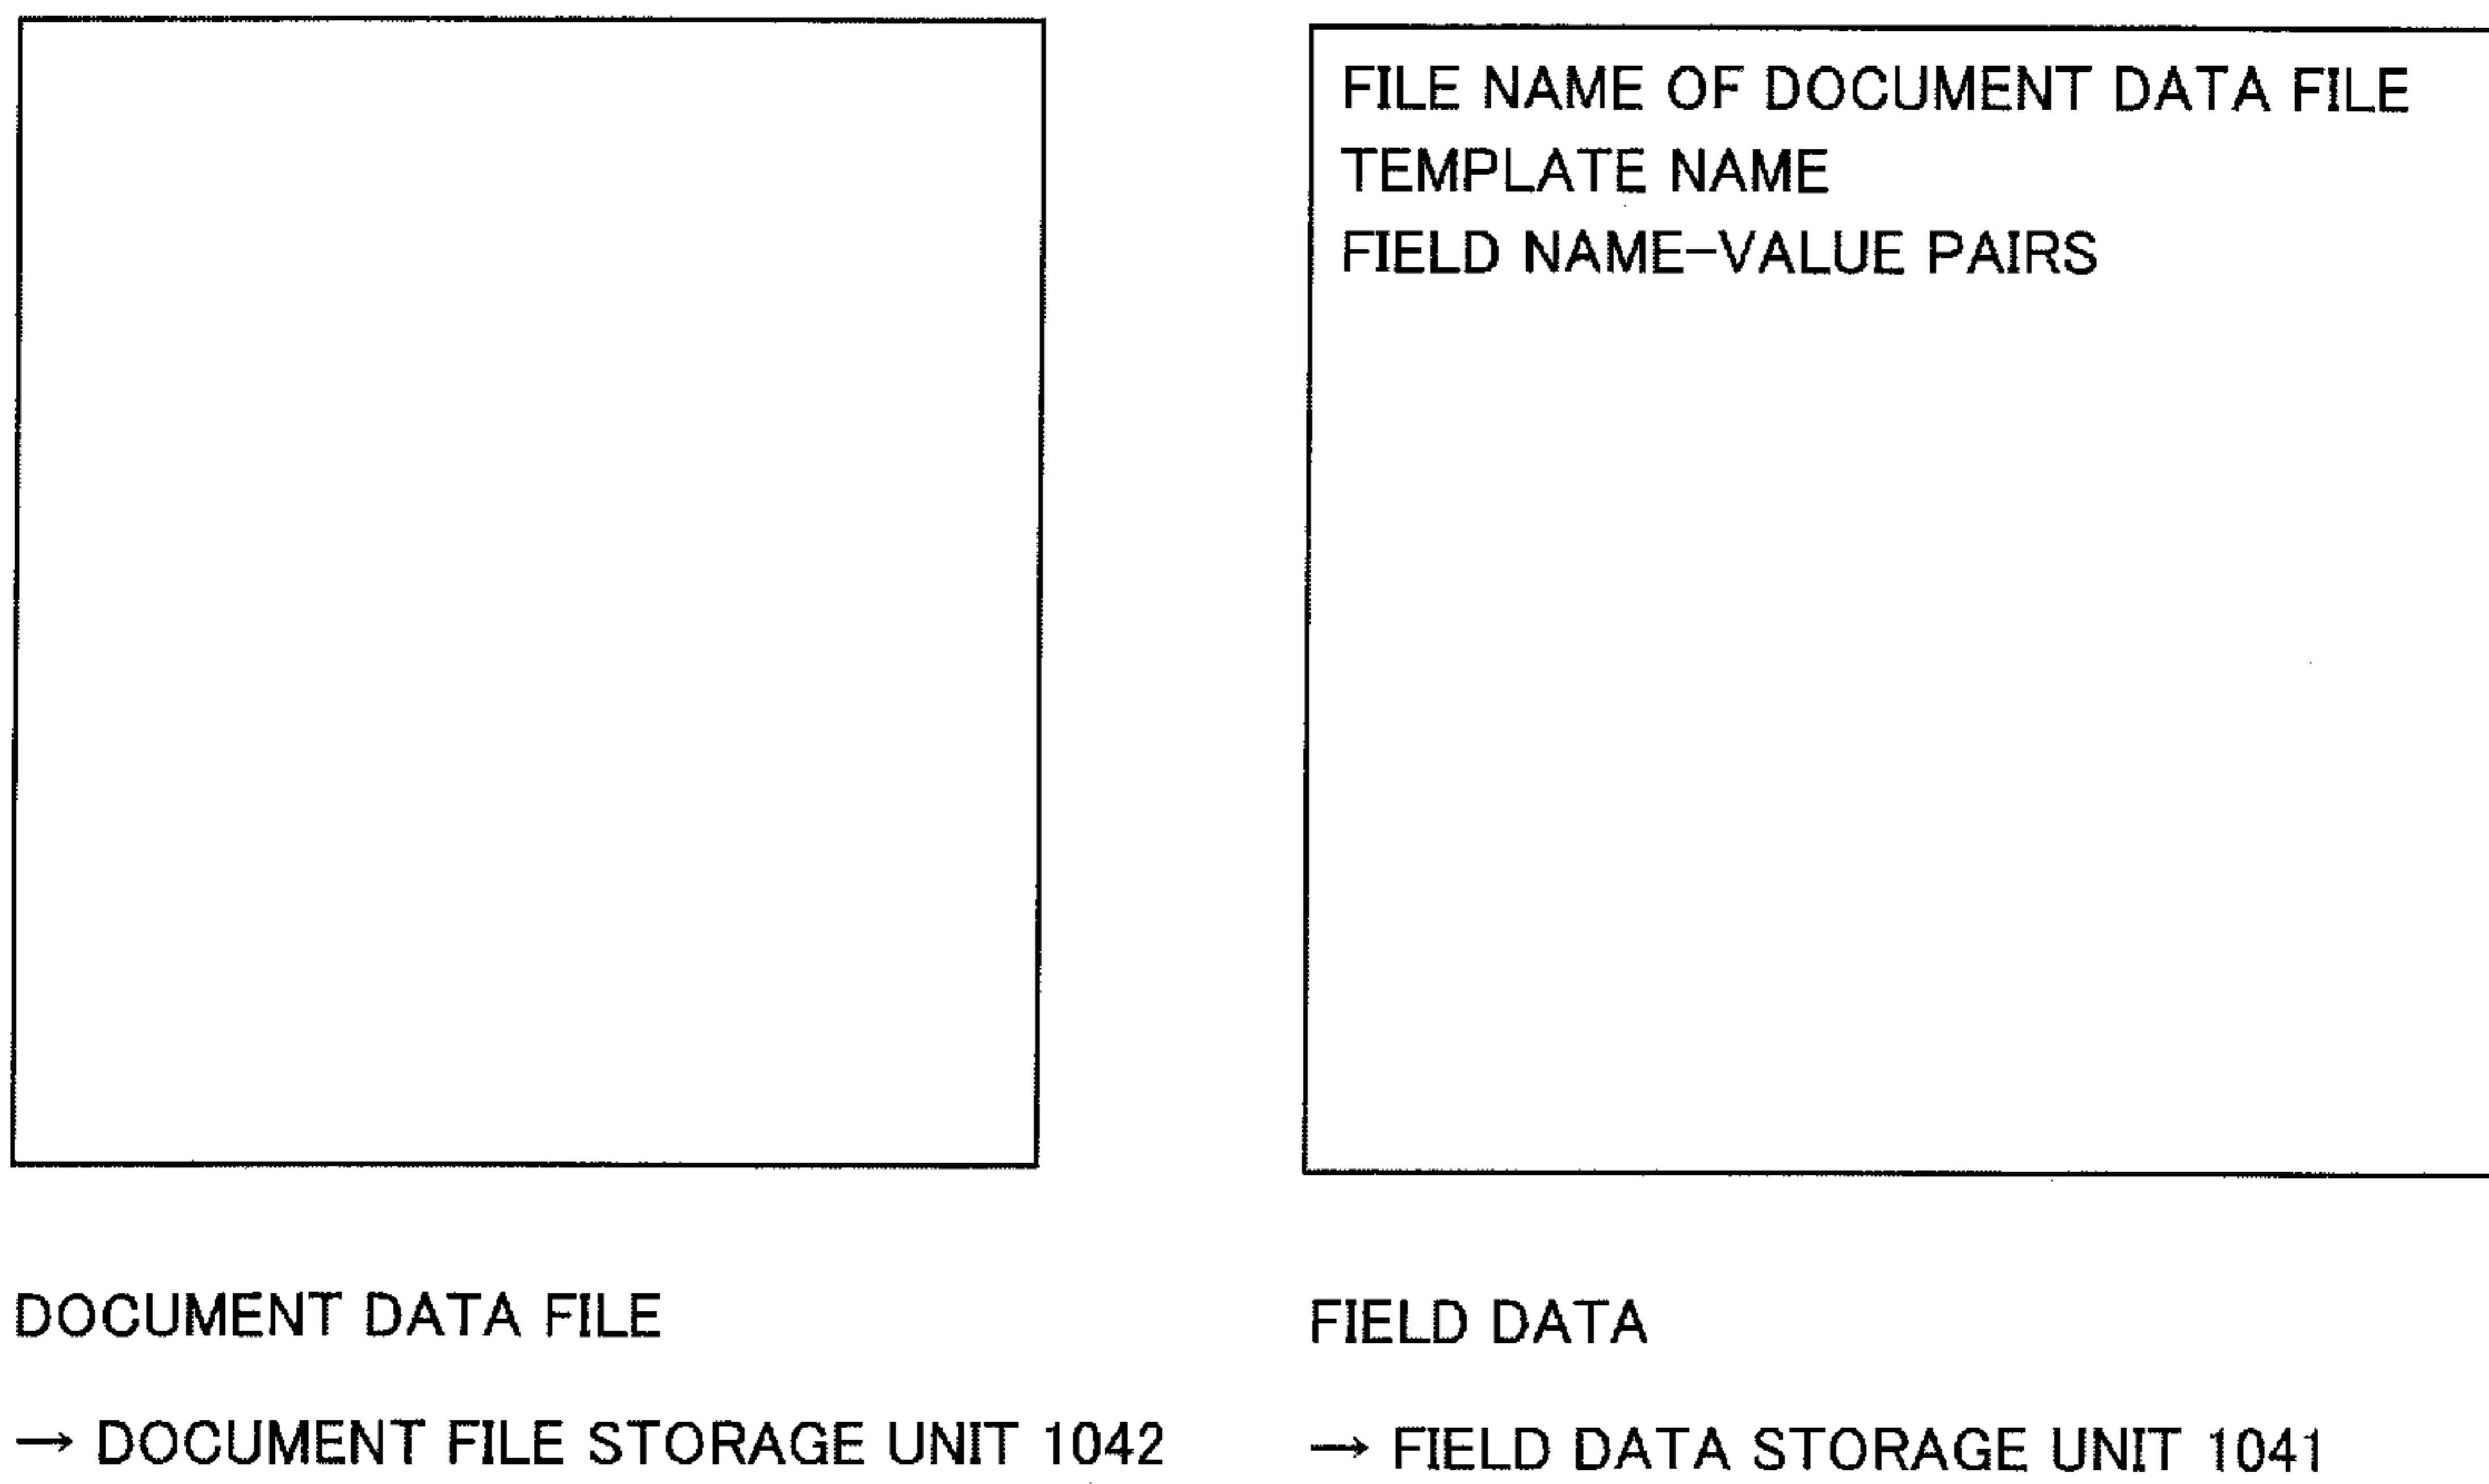 FILE NAME OF DOCUMENT DATA FILE
TEMPLATE NAME
FIELD NAME-VALUE PAIRS
DOCUMENT DATA FILE
→ DOCUMENT FILE STORAGE UNIT 1042
FIELD DATA
→ FIELD DATA STORAGE UNIT 1041